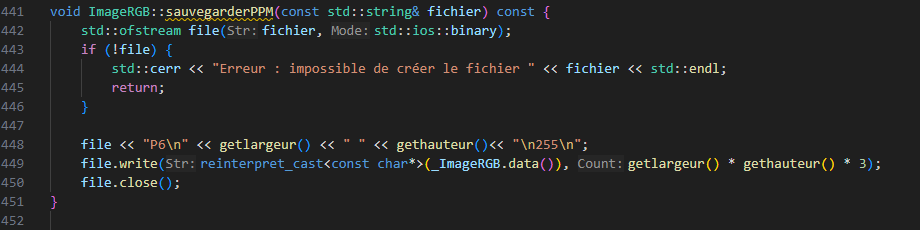 441 void ImageRGB::sauvegarderPPM(const std::string& fichier) const {
442 std::ofstream file(Str: fichier, Mode: std::ios::binary);
443 if (!file) {
444 std::cerr << "Erreur : impossible de créer le fichier " << fichier << std::endl;
445 return;
446 }
447
448 file << "P6\n" << getlargeur() << " " << gethauteur()<< "\n255\n";
449 file.write(Str: reinterpret_cast<const char*>(_ImageRGB.data()), Count: getlargeur() * gethauteur() * 3);
450 file.close();
451 }
452